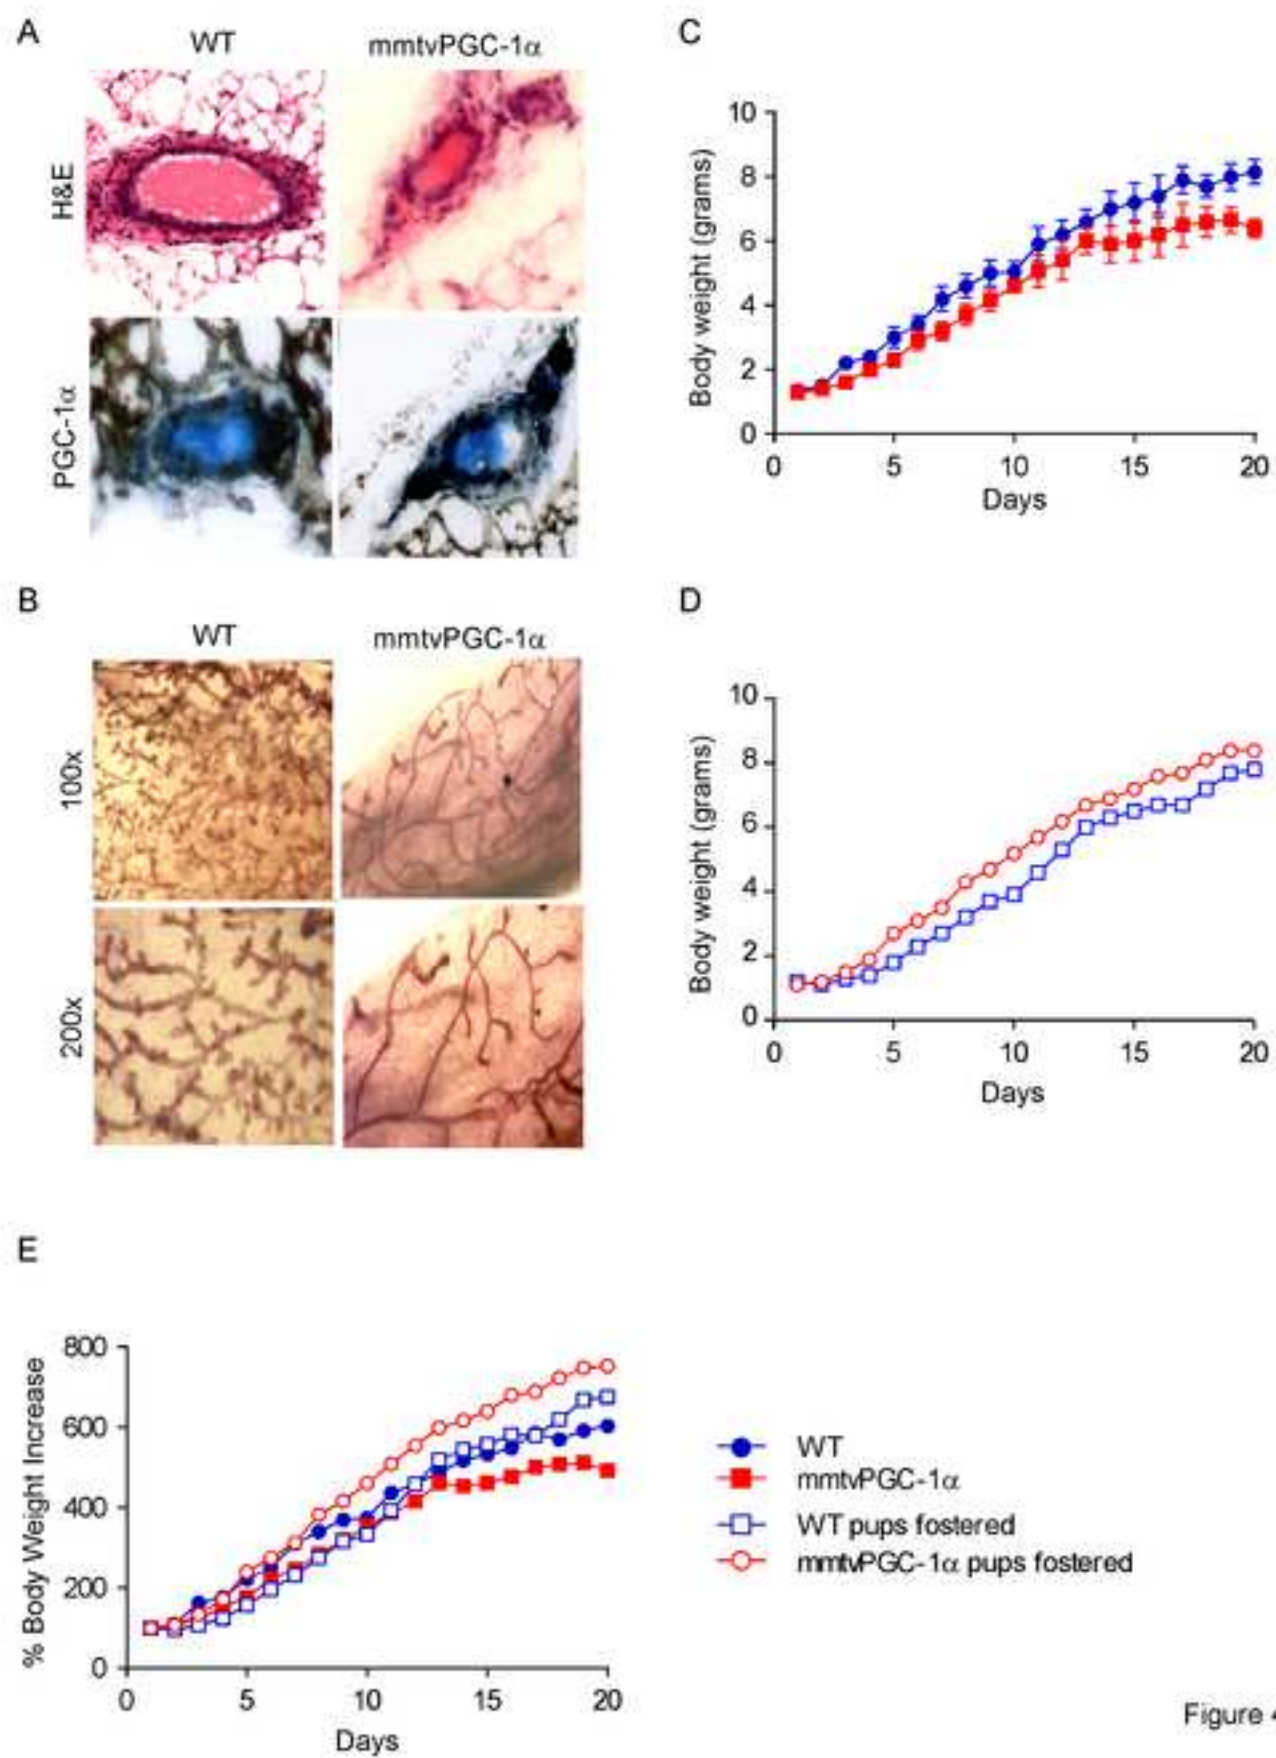 A
WT
mmtvPGC-1α
H&E
PGC-1α
B
WT
mmtvPGC-1α
100x
200x
C
Body weight (grams)
10
8
6
4
2
0
0 5 10 15 20
Days
D
Body weight (grams)
10
8
6
4
2
0
0 5 10 15 20
Days
E
% Body Weight Increase
800
600
400
200
0
0 5 10 15 20
Days
WT
mmtvPGC-1α
WT pups fostered
mmtvPGC-1α pups fostered
Figure 4